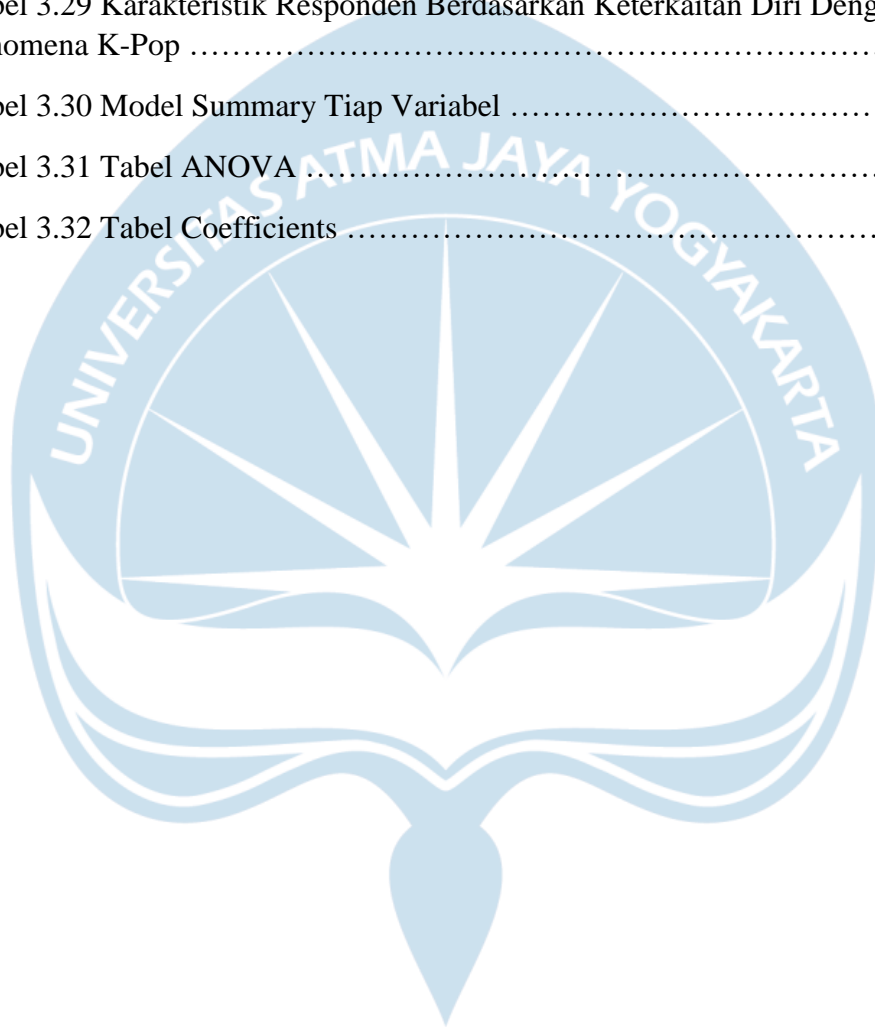 bel 3.29 Karakteristik Responden Berdasarkan Keterkaitan Diri Deng
nomena K-Pop ……………………………………………………………
bel 3.30 Model Summary Tiap Variabel ………………………………
bel 3.31 Tabel ANOVA …………………………………………………
bel 3.32 Tabel Coefficients ……………………………………………
UNIVERSITAS ATMA JAYA YOGYAKARTA